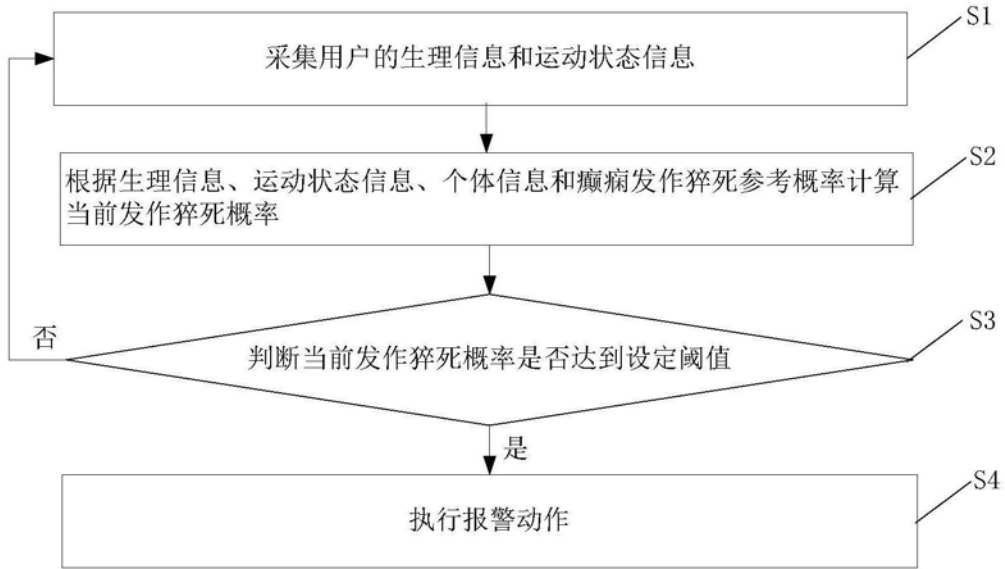 S1
采集用户的生理信息和运动状态信息
S2
根据生理信息、运动状态信息、个体信息和癫痫发作猝死参考概率计算
当前发作猝死概率
S3
否
判断当前发作猝死概率是否达到设定阈值
是
S4
执行报警动作